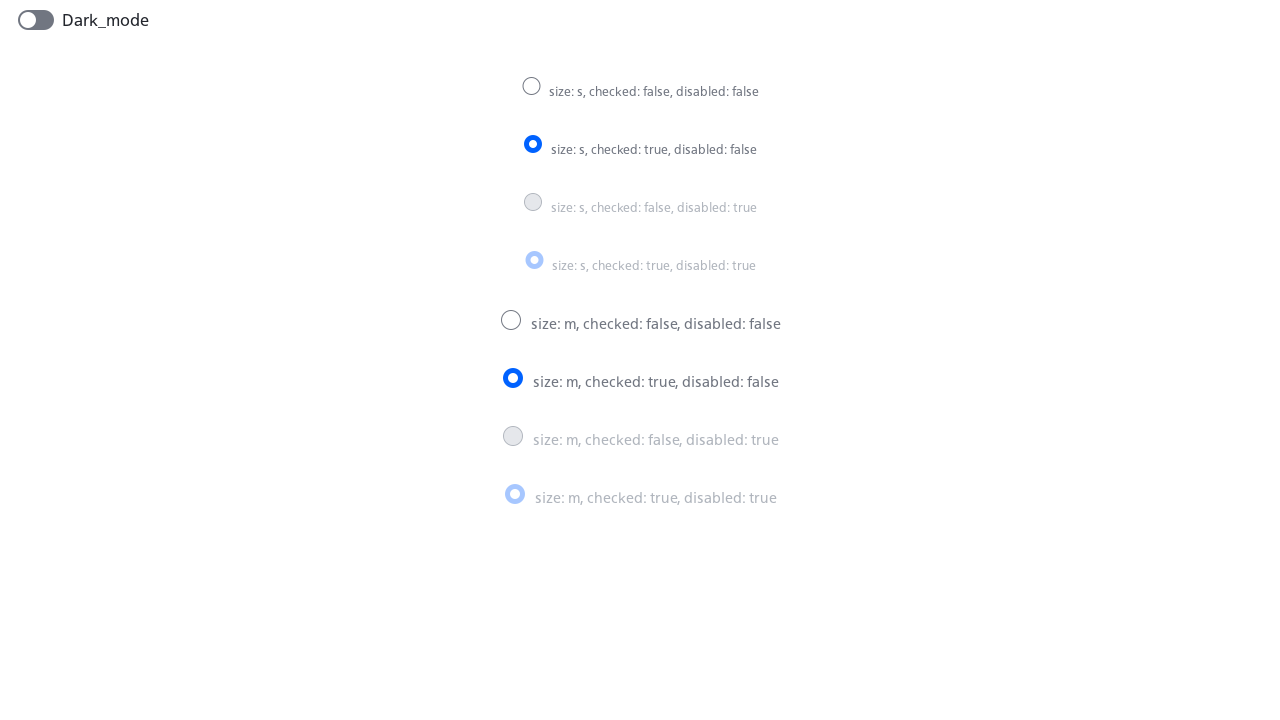 Dark_mode
size: s, checked: false, disabled: false
size: s, checked: true, disabled: false
size: s, checked: false, disabled: true
size: s, checked: true, disabled: true
size: m, checked: false, disabled: false
size: m, checked: true, disabled: false
size: m, checked: false, disabled: true
size: m, checked: true, disabled: true